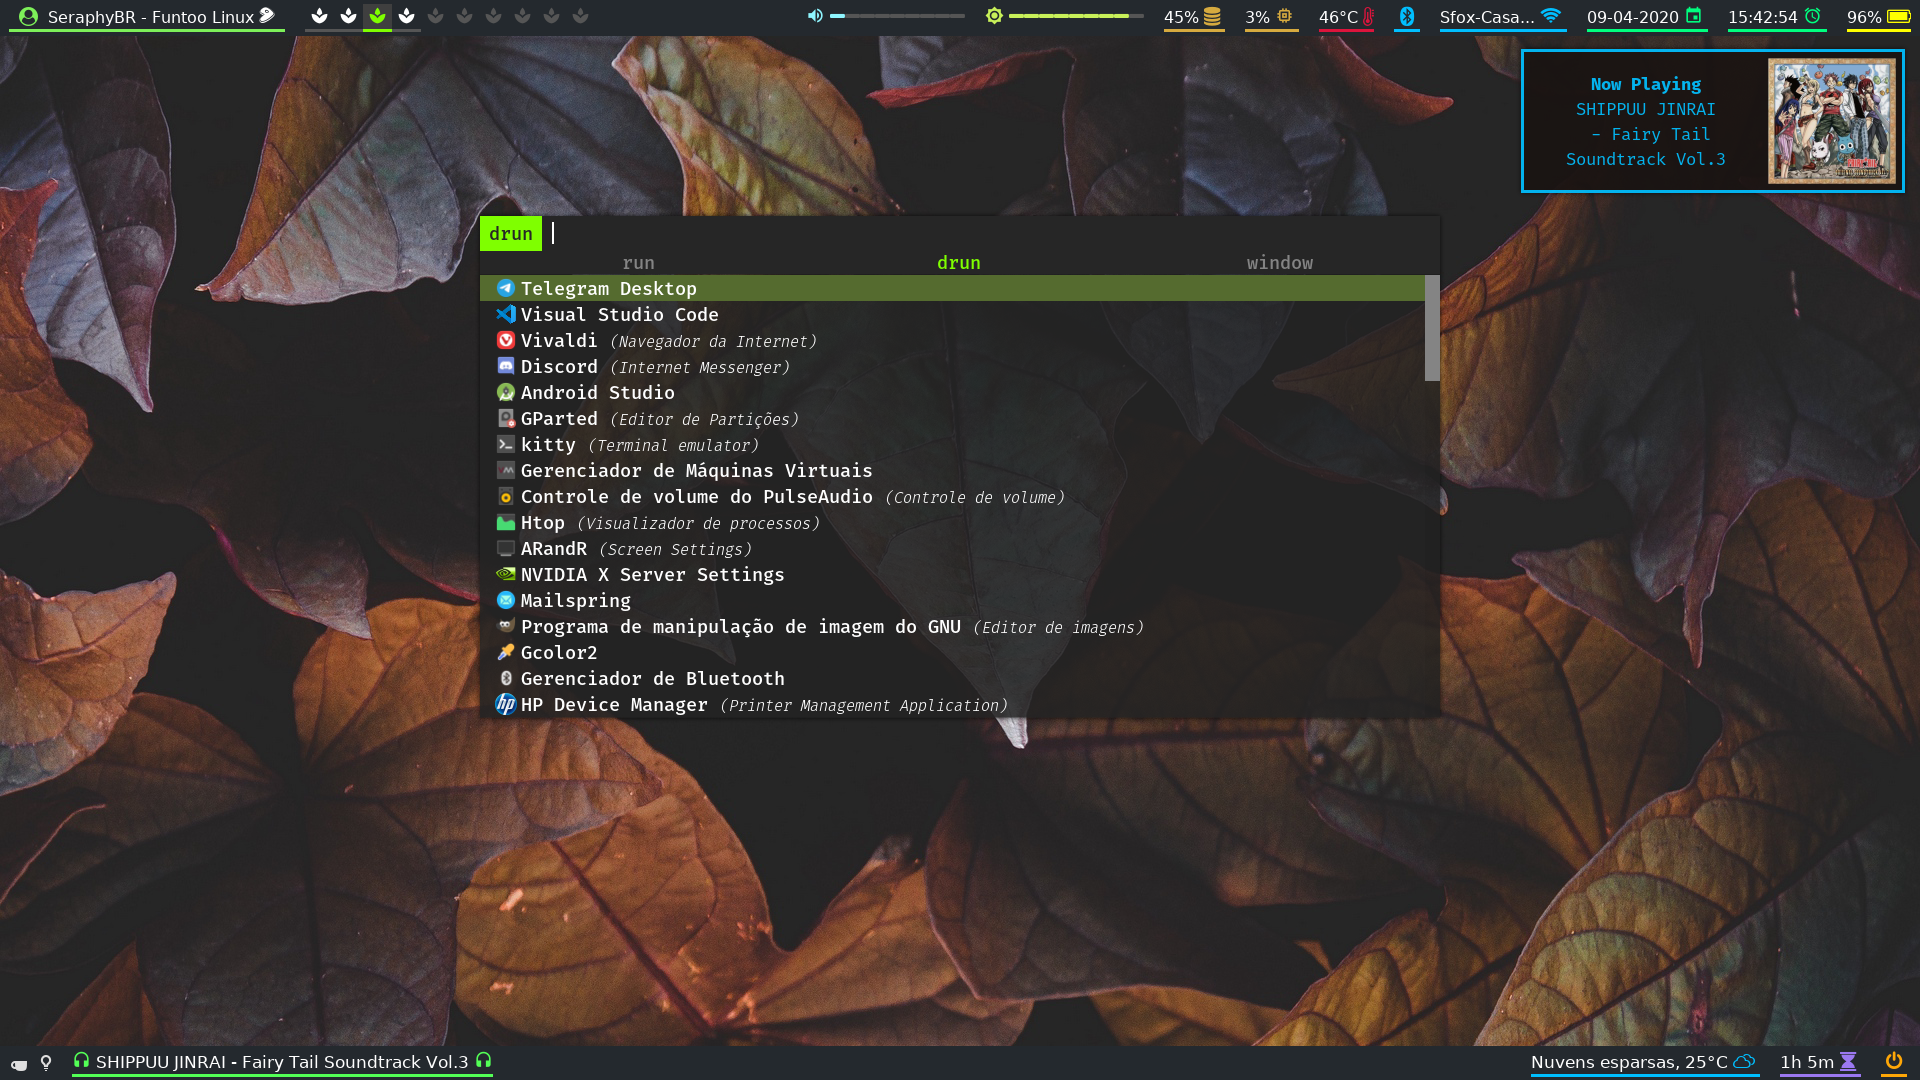 SeraphyBR - Funtoo Linux
45%
3%
46°C
Sfox-Casa...
09-04-2020
15:42:54
96%
Now Playing
SHIPPUU JINRAI
- Fairy Tail
Soundtrack Vol.3
drun
run drun window
Telegram Desktop
Visual Studio Code
Vivaldi (Navegador da Internet)
Discord (Internet Messenger)
Android Studio
GParted (Editor de Partições)
kitty (Terminal emulator)
Gerenciador de Máquinas Virtuais
Controle de volume do PulseAudio (Controle de volume)
Htop (Visualizador de processos)
ARandR (Screen Settings)
NVIDIA X Server Settings
Mailspring
Programa de manipulação de imagem do GNU (Editor de imagens)
Gcolor2
Gerenciador de Bluetooth
hp HP Device Manager (Printer Management Application)
SHIPPUU JINRAI - Fairy Tail Soundtrack Vol.3
Nuvens esparsas, 25°C
1h 5m